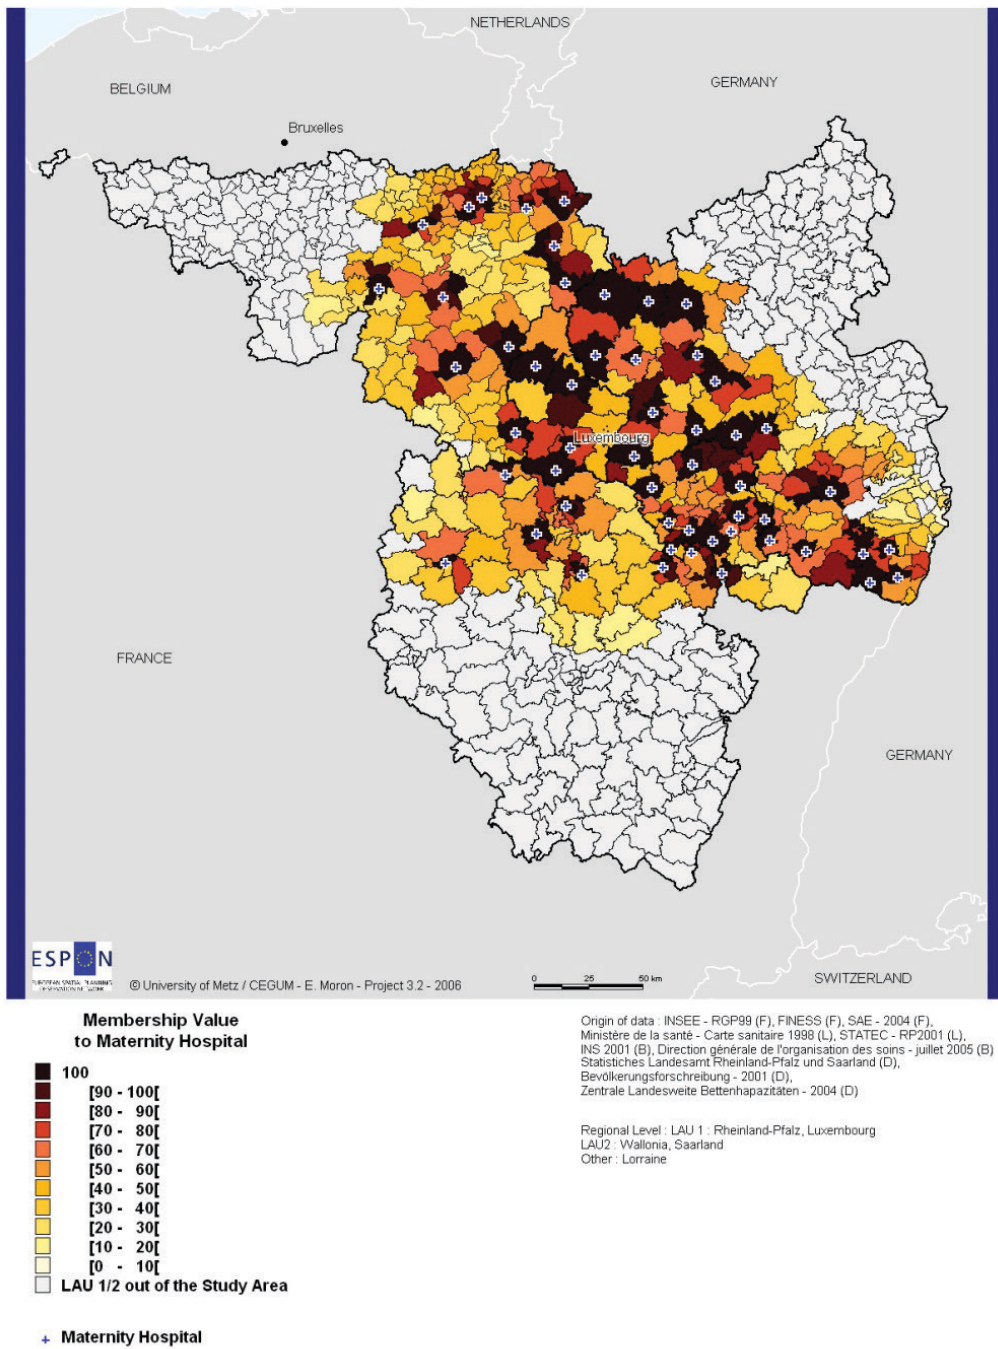 NETHERLANDS
GERMANY
BELGIUM
Bruxelles
Luxembourg
FRANCE
GERMANY
SWITZERLAND
ESPON
EUROPEAN SPATIAL PLANNING
OBSERVATION NETWORK
© University of Metz / CEGUM - E. Moron - Project 3.2 - 2006
0 25 50 km
Membership Value
to Maternity Hospital
100
[90 - 100[
[80 - 90[
[70 - 80[
[60 - 70[
[50 - 60[
[40 - 50[
[30 - 40[
[20 - 30[
[10 - 20[
[0 - 10[
LAU 1/2 out of the Study Area
Maternity Hospital
Origin of data : INSEE - RGP99 (F), FINESS (F), SAE - 2004 (F),
Ministère de la santé - Carte sanitaire 1998 (L), STATEC - RP2001 (L),
INS 2001 (B), Direction générale de l'organisation des soins - juillet 2005 (B)
Statistiches Landesamt Rheinland-Pfalz und Saarland (D),
Bevölkerungsforschreibung - 2001 (D),
Zentrale Landesweite Bettenhapazitäten - 2004 (D)
Regional Level : LAU 1 : Rheinland-Pfalz, Luxembourg
LAU2 : Wallonia, Saarland
Other : Lorraine